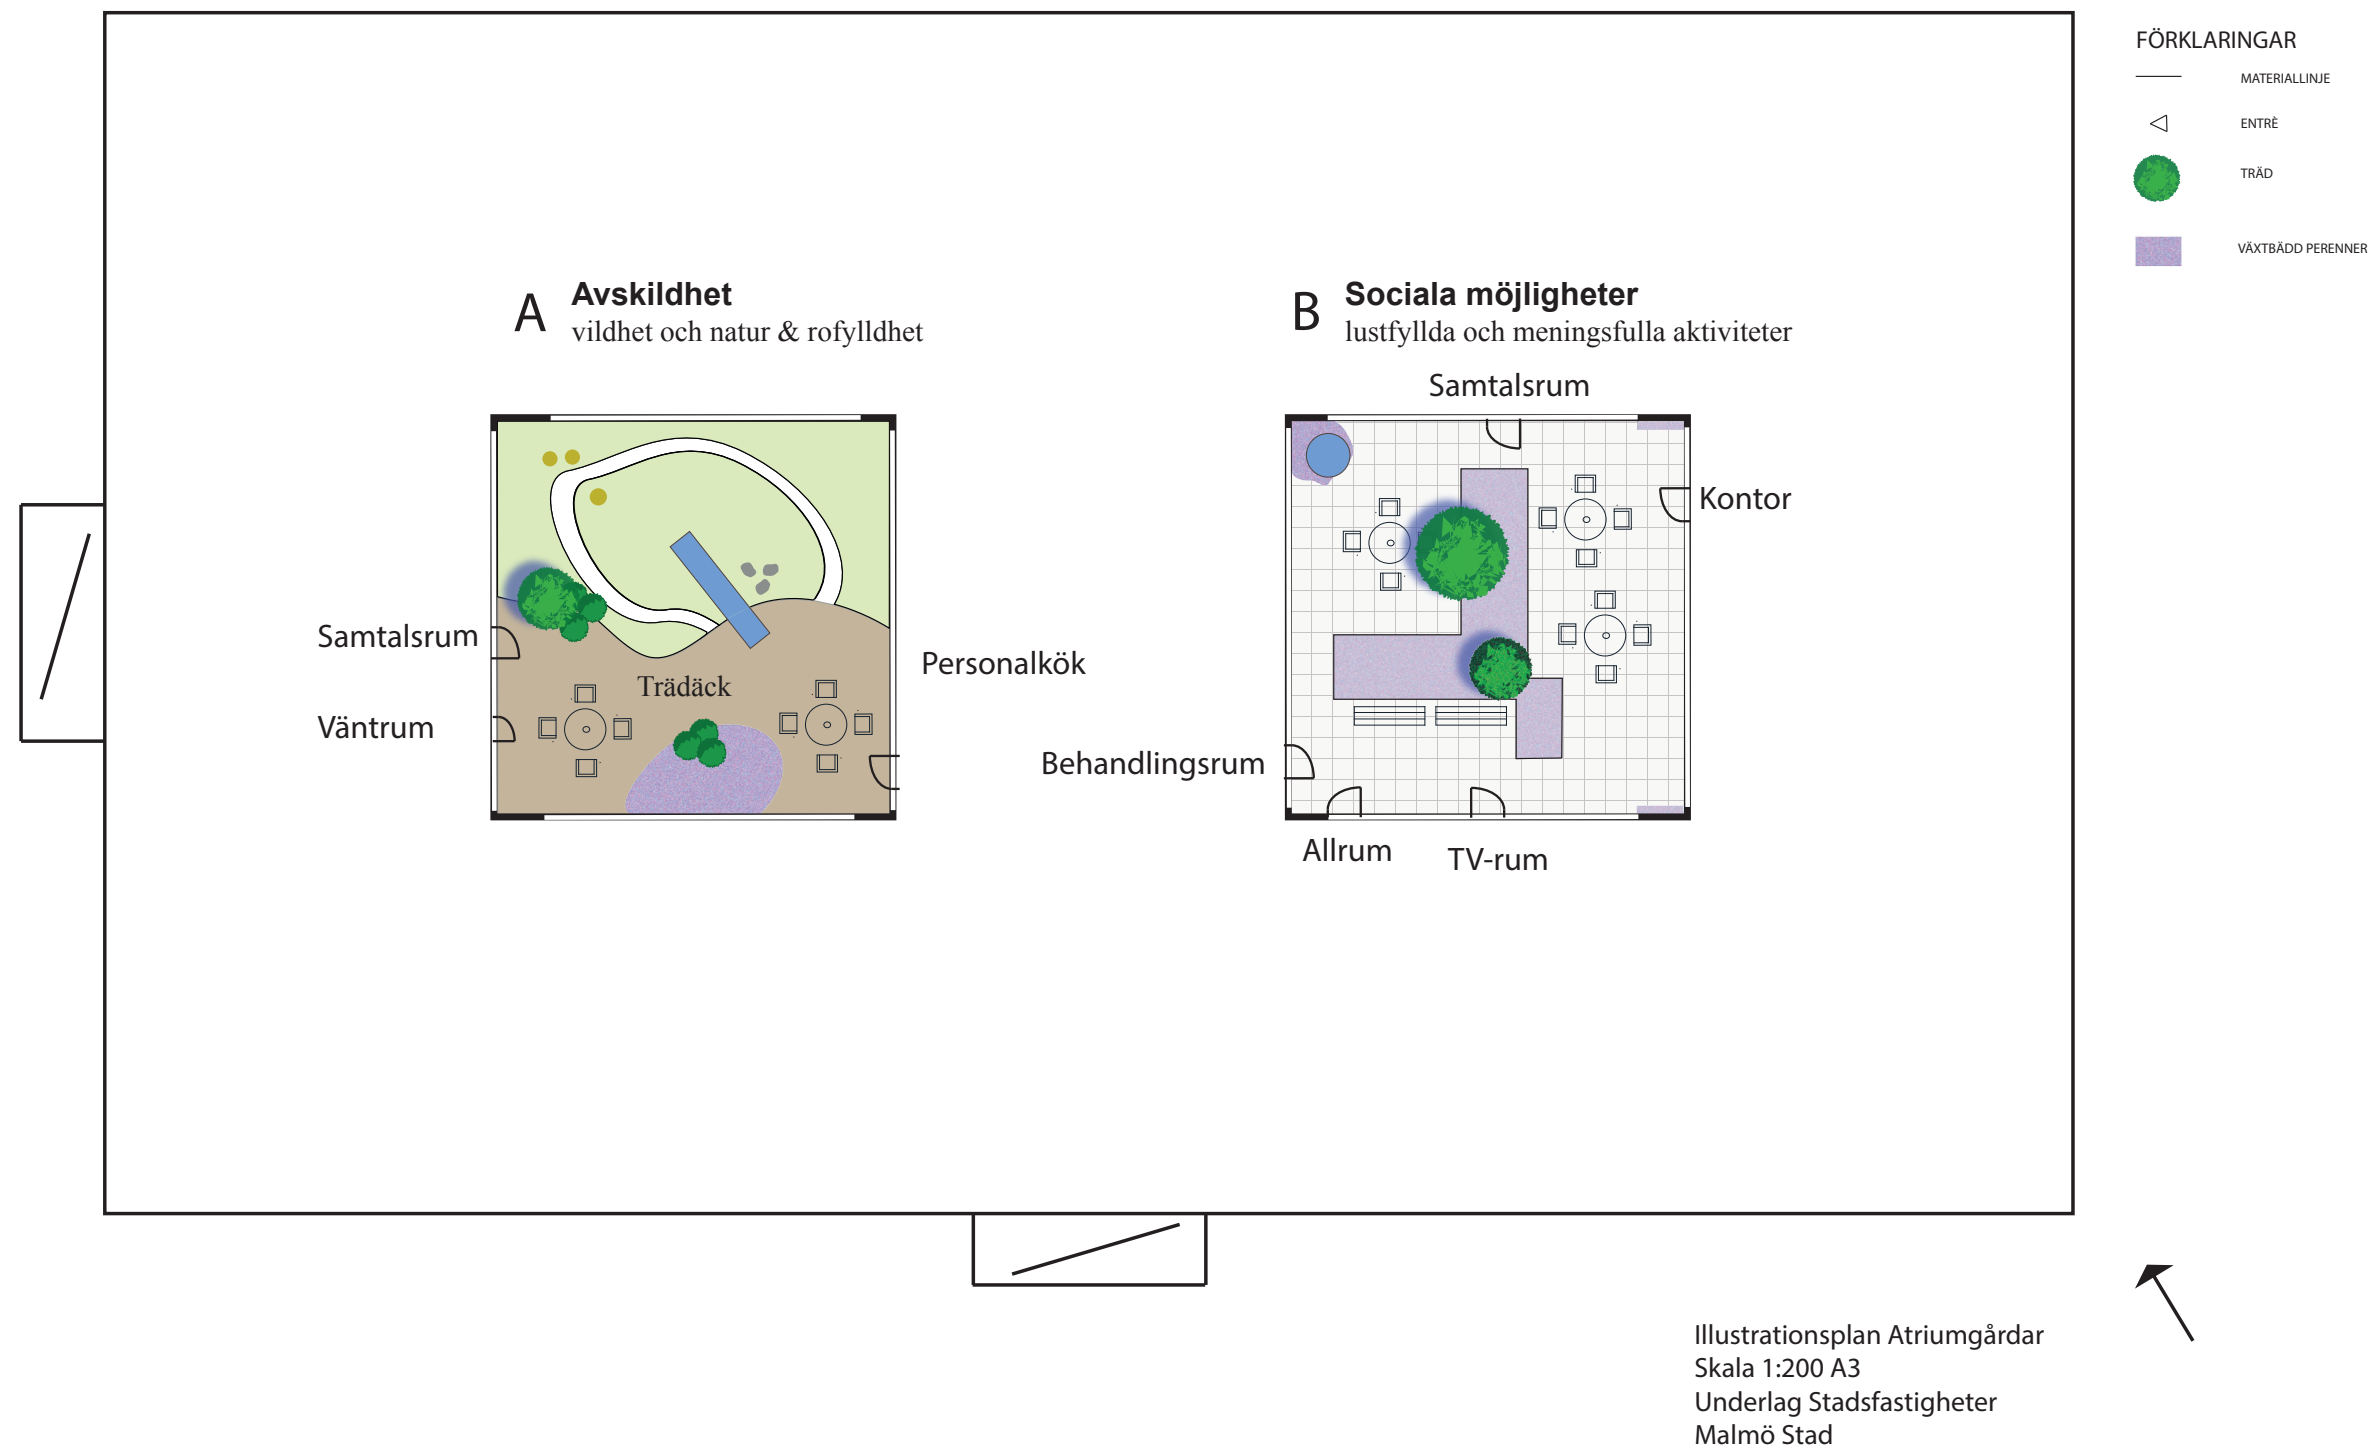 FÖRKLARINGAR
MATERIALLINJE
ENTRÈ
TRÄD
VÄXTBÄDD PERENNER
A
Avskildhet
vildhet och natur & rofylldhet
B
Sociala möjligheter
lustfyllda och meningsfulla aktiviteter
Samtalsrum
Kontor
Samtalsrum
Väntrum
Trädäck
Personalkök
Behandlingsrum
Allrum
TV-rum
Illustrationsplan Atriumgårdar
Skala 1:200 A3
Underlag Stadsfastigheter
Malmö Stad